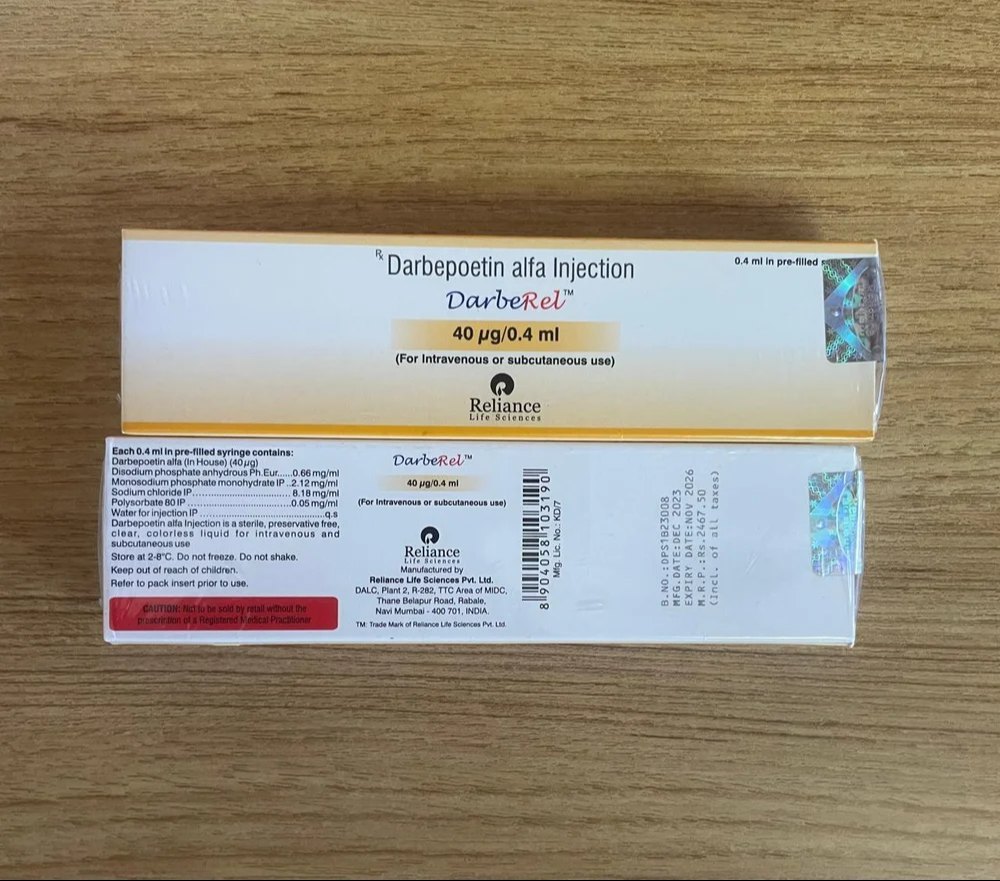 Rx Darbepoetin alfa Injection
0.4 ml in pre-filled
DarbeRel™
40 µg/0.4 ml
(For Intravenous or subcutaneous use)
Reliance
Life Sciences
Each 0.4 ml in pre-filled syringe contains:
Darbepoetin alfa (In House) (40 µg)
Disodium phosphate anhydrous Ph.Eur......0.66 mg/ml
Monosodium phosphate monohydrate IP ..2.12 mg/ml
Sodium chloride IP........................... 8.18 mg/ml
Polysorbate 80 IP ...........................0.05 mg/ml
Water for injection IP ...................................q.s
Darbepoetin alfa Injection is a sterile, preservative free,
clear, colorless liquid for intravenous and
subcutaneous use
Store at 2-8°C. Do not freeze. Do not shake.
Keep out of reach of children.
Refer to pack insert prior to use.
CAUTION: Not to be sold by retail without the
prescription of a Registered Medical Practitioner
DarbeRel™
40 µg/0.4 ml
(For Intravenous or subcutaneous use)
Reliance
Life Sciences
Manufactured by
Reliance Life Sciences Pvt. Ltd.
DALC, Plant 2, R-282, TTC Area of MIDC,
Thane Belapur Road, Rabale,
Navi Mumbai - 400 701, INDIA.
TM: Trade Mark of Reliance Life Sciences Pvt. Ltd.
8 904058 103190
Mfg. Lic. No.: KD/7
B.NO.:DPS1B23008
MFG.DATE:DEC 2023
EXPIRY DATE:NOV 2026
M.R.P.:Rs.2467.50
(Incl. of all taxes)